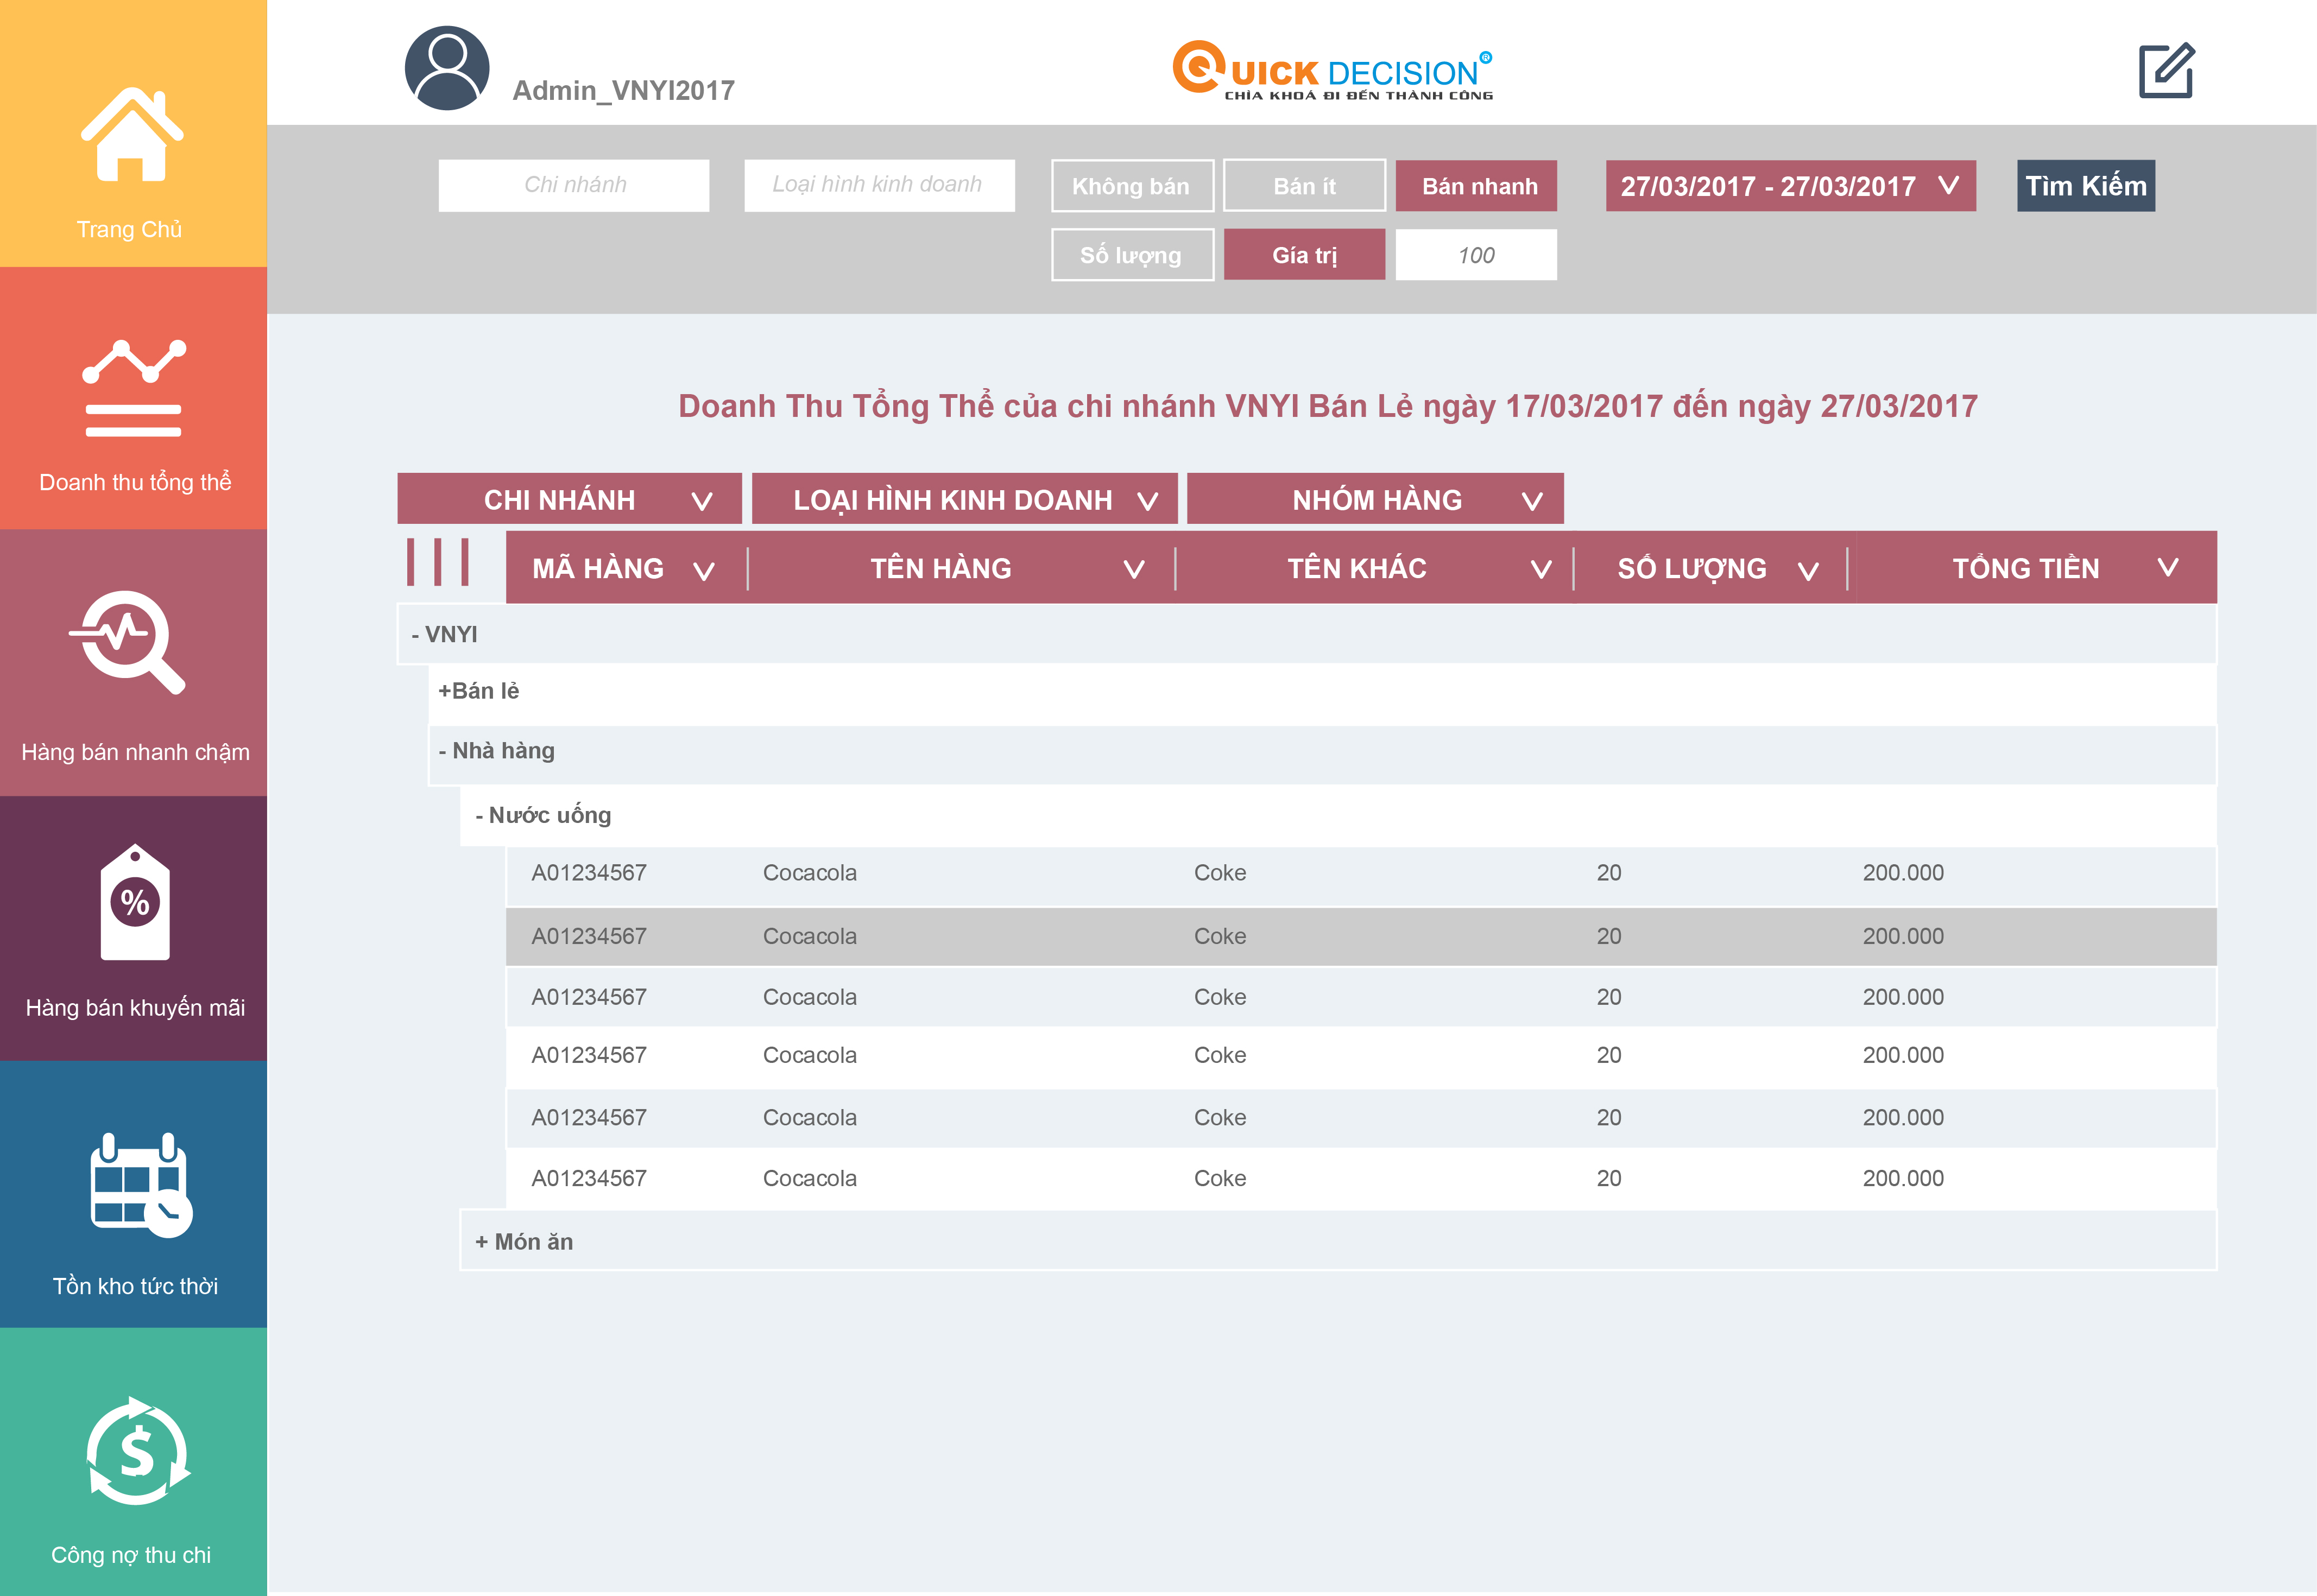 Admin_VNYI2017
QUICK DECISION®
CHÌA KHOÁ ĐI ĐẾN THÀNH CÔNG
Trang Chủ
Doanh thu tổng thể
Hàng bán nhanh chậm
%
Hàng bán khuyến mãi
Tồn kho tức thời
$
Công nợ thu chi
Chi nhánh
Loại hình kinh doanh
Không bán
Bán ít
Bán nhanh
27/03/2017 - 27/03/2017
Tìm Kiếm
Số lượng
Gía trị
100
Doanh Thu Tổng Thể của chi nhánh VNYI Bán Lẻ ngày 17/03/2017 đến ngày 27/03/2017
CHI NHÁNH LOẠI HÌNH KINH DOANH NHÓM HÀNG
MÃ HÀNG TÊN HÀNG TÊN KHÁC SỐ LƯỢNG TỔNG TIỀN
- VNYI
+Bán lẻ
- Nhà hàng
- Nước uống
A01234567 Cocacola Coke 20 200.000
A01234567 Cocacola Coke 20 200.000
A01234567 Cocacola Coke 20 200.000
A01234567 Cocacola Coke 20 200.000
A01234567 Cocacola Coke 20 200.000
A01234567 Cocacola Coke 20 200.000
+ Món ăn